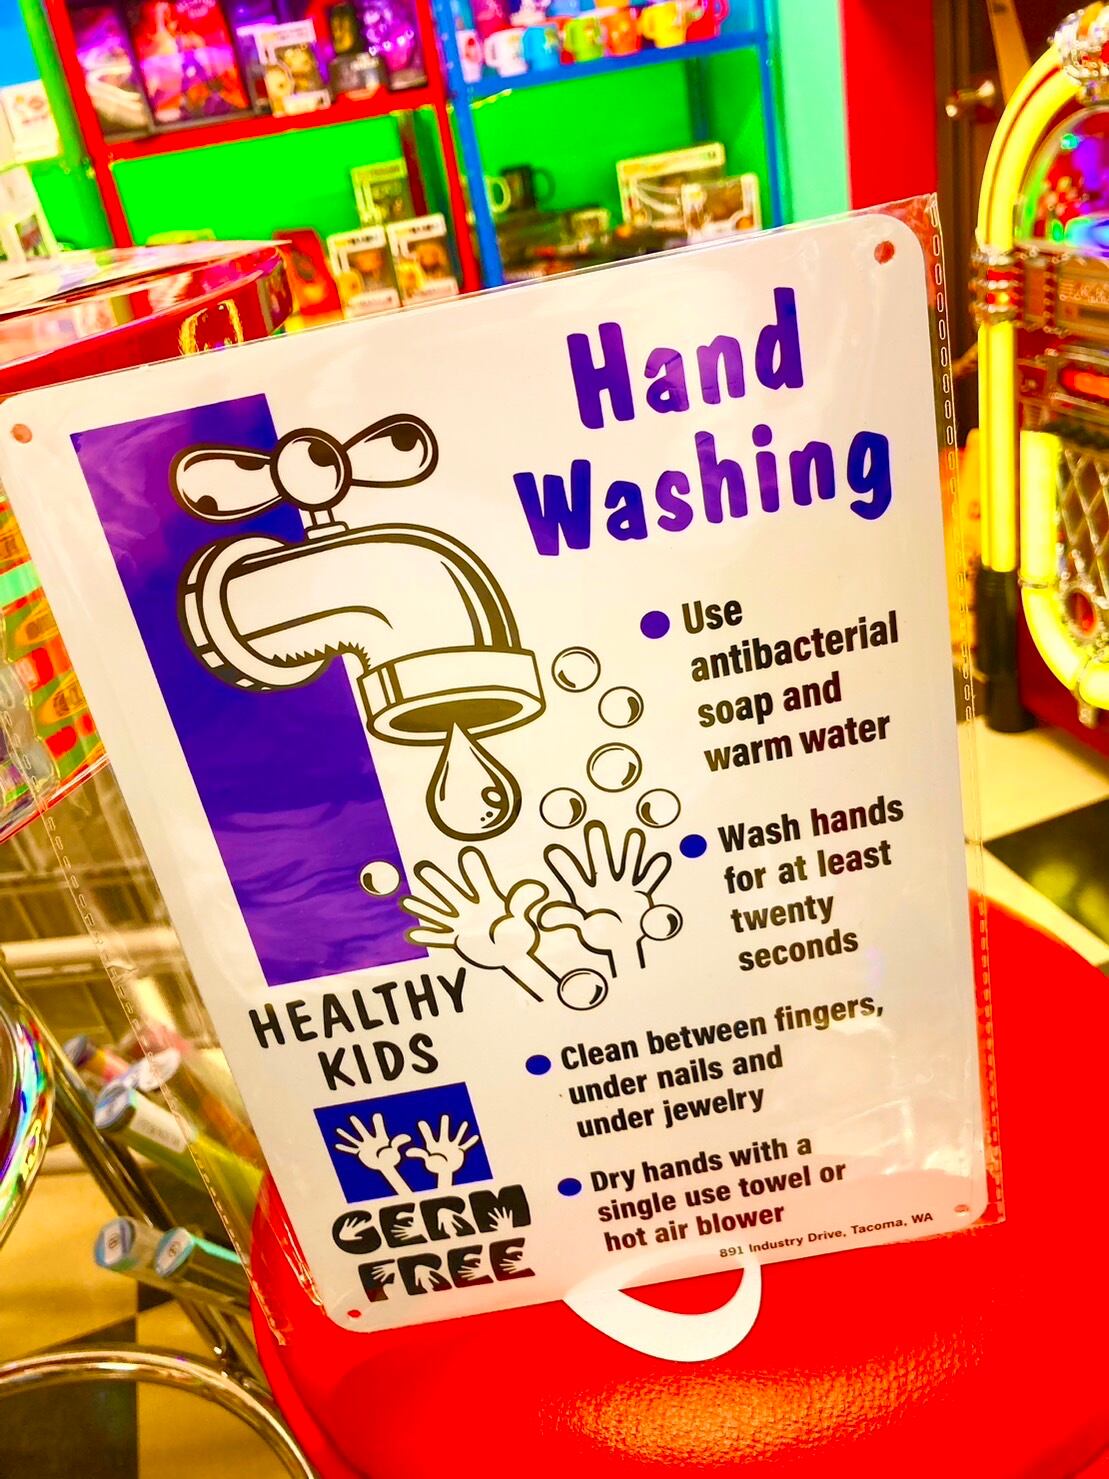 Hand
Washing
Use
antibacterial
soap and
warm water
Wash hands
for at least
twenty
seconds
Clean between fingers,
under nails and
under jewelry
Dry hands with a
single use towel or
hot air blower
891 Industry Drive, Tacoma, WA
HEALTHY
KIDS
GERM
FREE